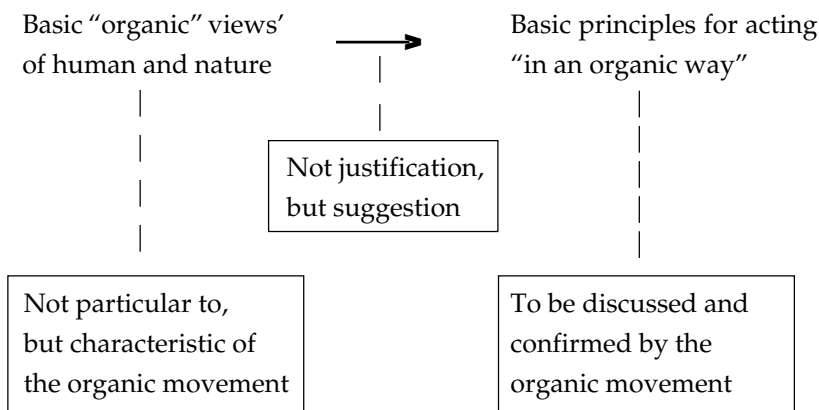 Basic “organic” views’
of human and nature
Basic principles for acting
“in an organic way”
Not justification,
but suggestion
Not particular to,
but characteristic of
the organic movement
To be discussed and
confirmed by the
organic movement